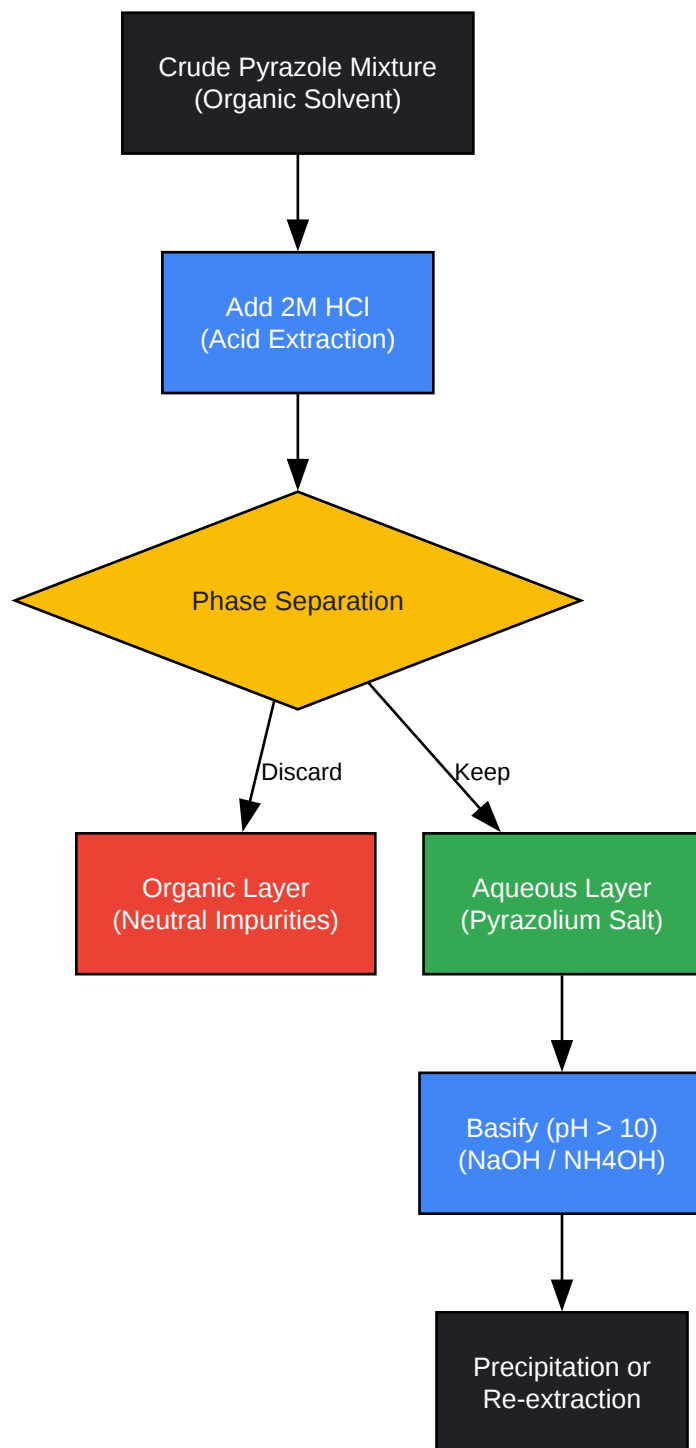 Crude Pyrazole Mixture
(Organic Solvent)
Add 2M HCl
(Acid Extraction)
Phase Separation
Discard
Keep
Organic Layer
(Neutral Impurities)
Aqueous Layer
(Pyrazolium Salt)
Basify (pH > 10)
(NaOH / NH4OH)
Precipitation or
Re-extraction